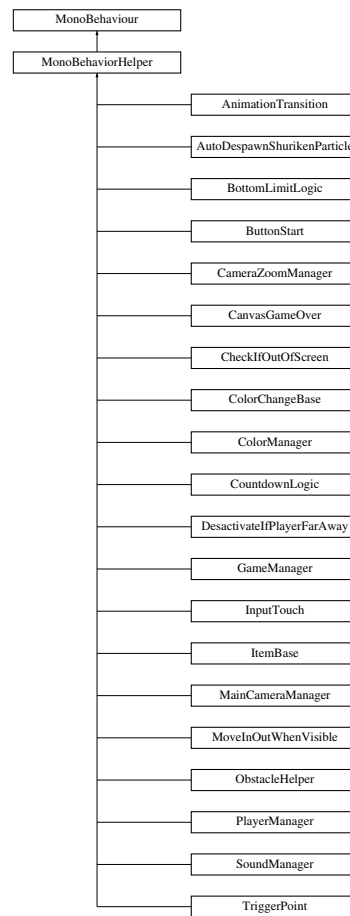 MonoBehaviour
MonoBehaviorHelper
AnimationTransition
AutoDespawnShurikenParticle
BottomLimitLogic
ButtonStart
CameraZoomManager
CanvasGameOver
CheckIfOutOfScreen
ColorChangeBase
ColorManager
CountdownLogic
DesactivateIfPlayerFarAway
GameManager
InputTouch
ItemBase
MainCameraManager
MoveInOutWhenVisible
ObstacleHelper
PlayerManager
SoundManager
TriggerPoint